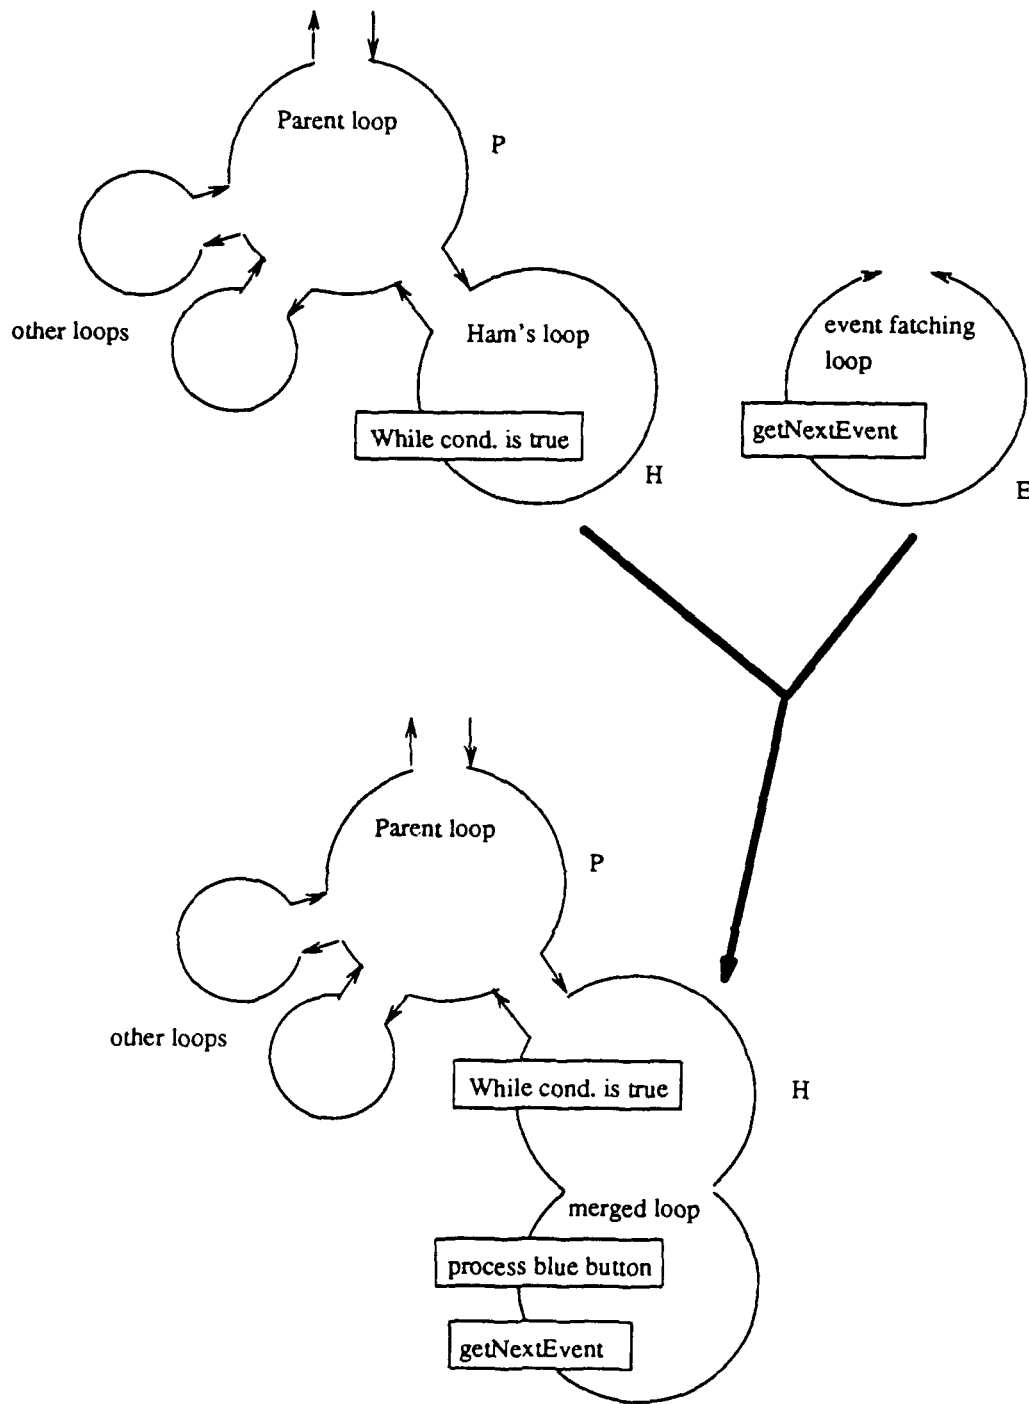 Parent loop
P
other loops
Ham's loop
event fatching
loop
While cond. is true
getNextEvent
H
E
Parent loop
P
other loops
While cond. is true
H
merged loop
process blue button
getNextEvent